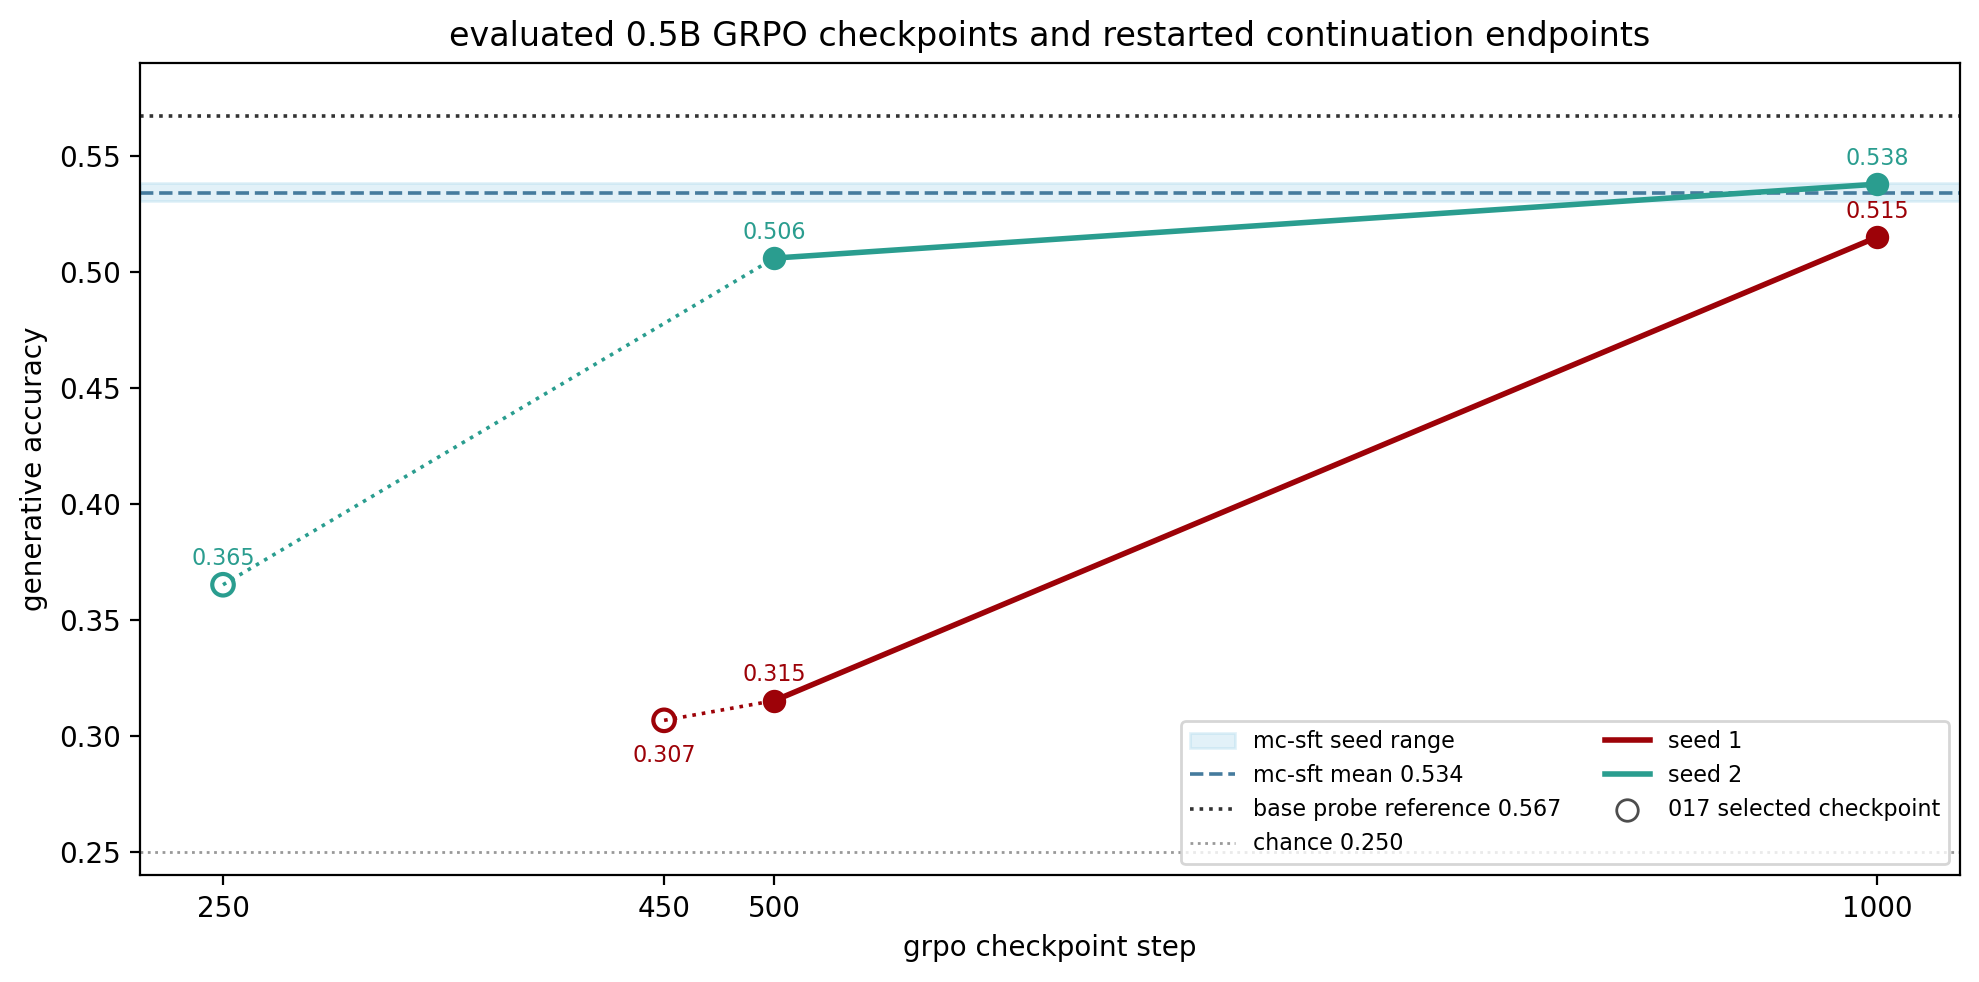 evaluated 0.5B GRPO checkpoints and restarted continuation endpoints
generative accuracy
0.55
0.50
0.45
0.40
0.35
0.30
0.25
0.365
0.307
0.506
0.315
0.538
0.515
mc-sft seed range
mc-sft mean 0.534
base probe reference 0.567
chance 0.250
seed 1
seed 2
017 selected checkpoint
250
450
500
1000
grpo checkpoint step